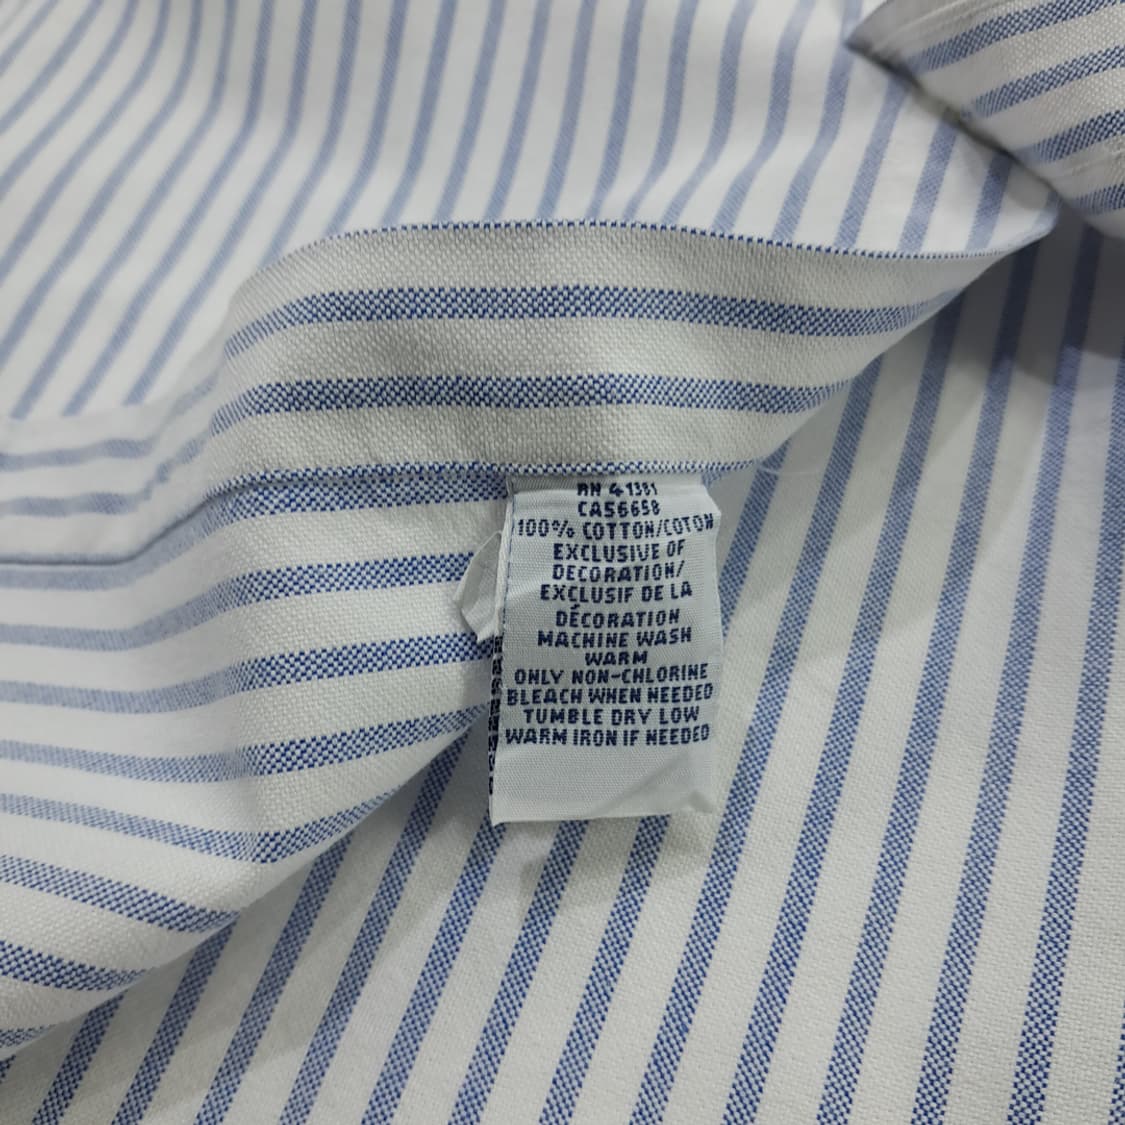 RN 41381
CA56658
100% COTTON/COTON
EXCLUSIVE OF
DECORATION/
EXCLUSIF DE LA
DÉCORATION
MACHINE WASH
WARM
ONLY NON-CHLORINE
BLEACH WHEN NEEDED
TUMBLE DRY LOW
WARM IRON IF NEEDED